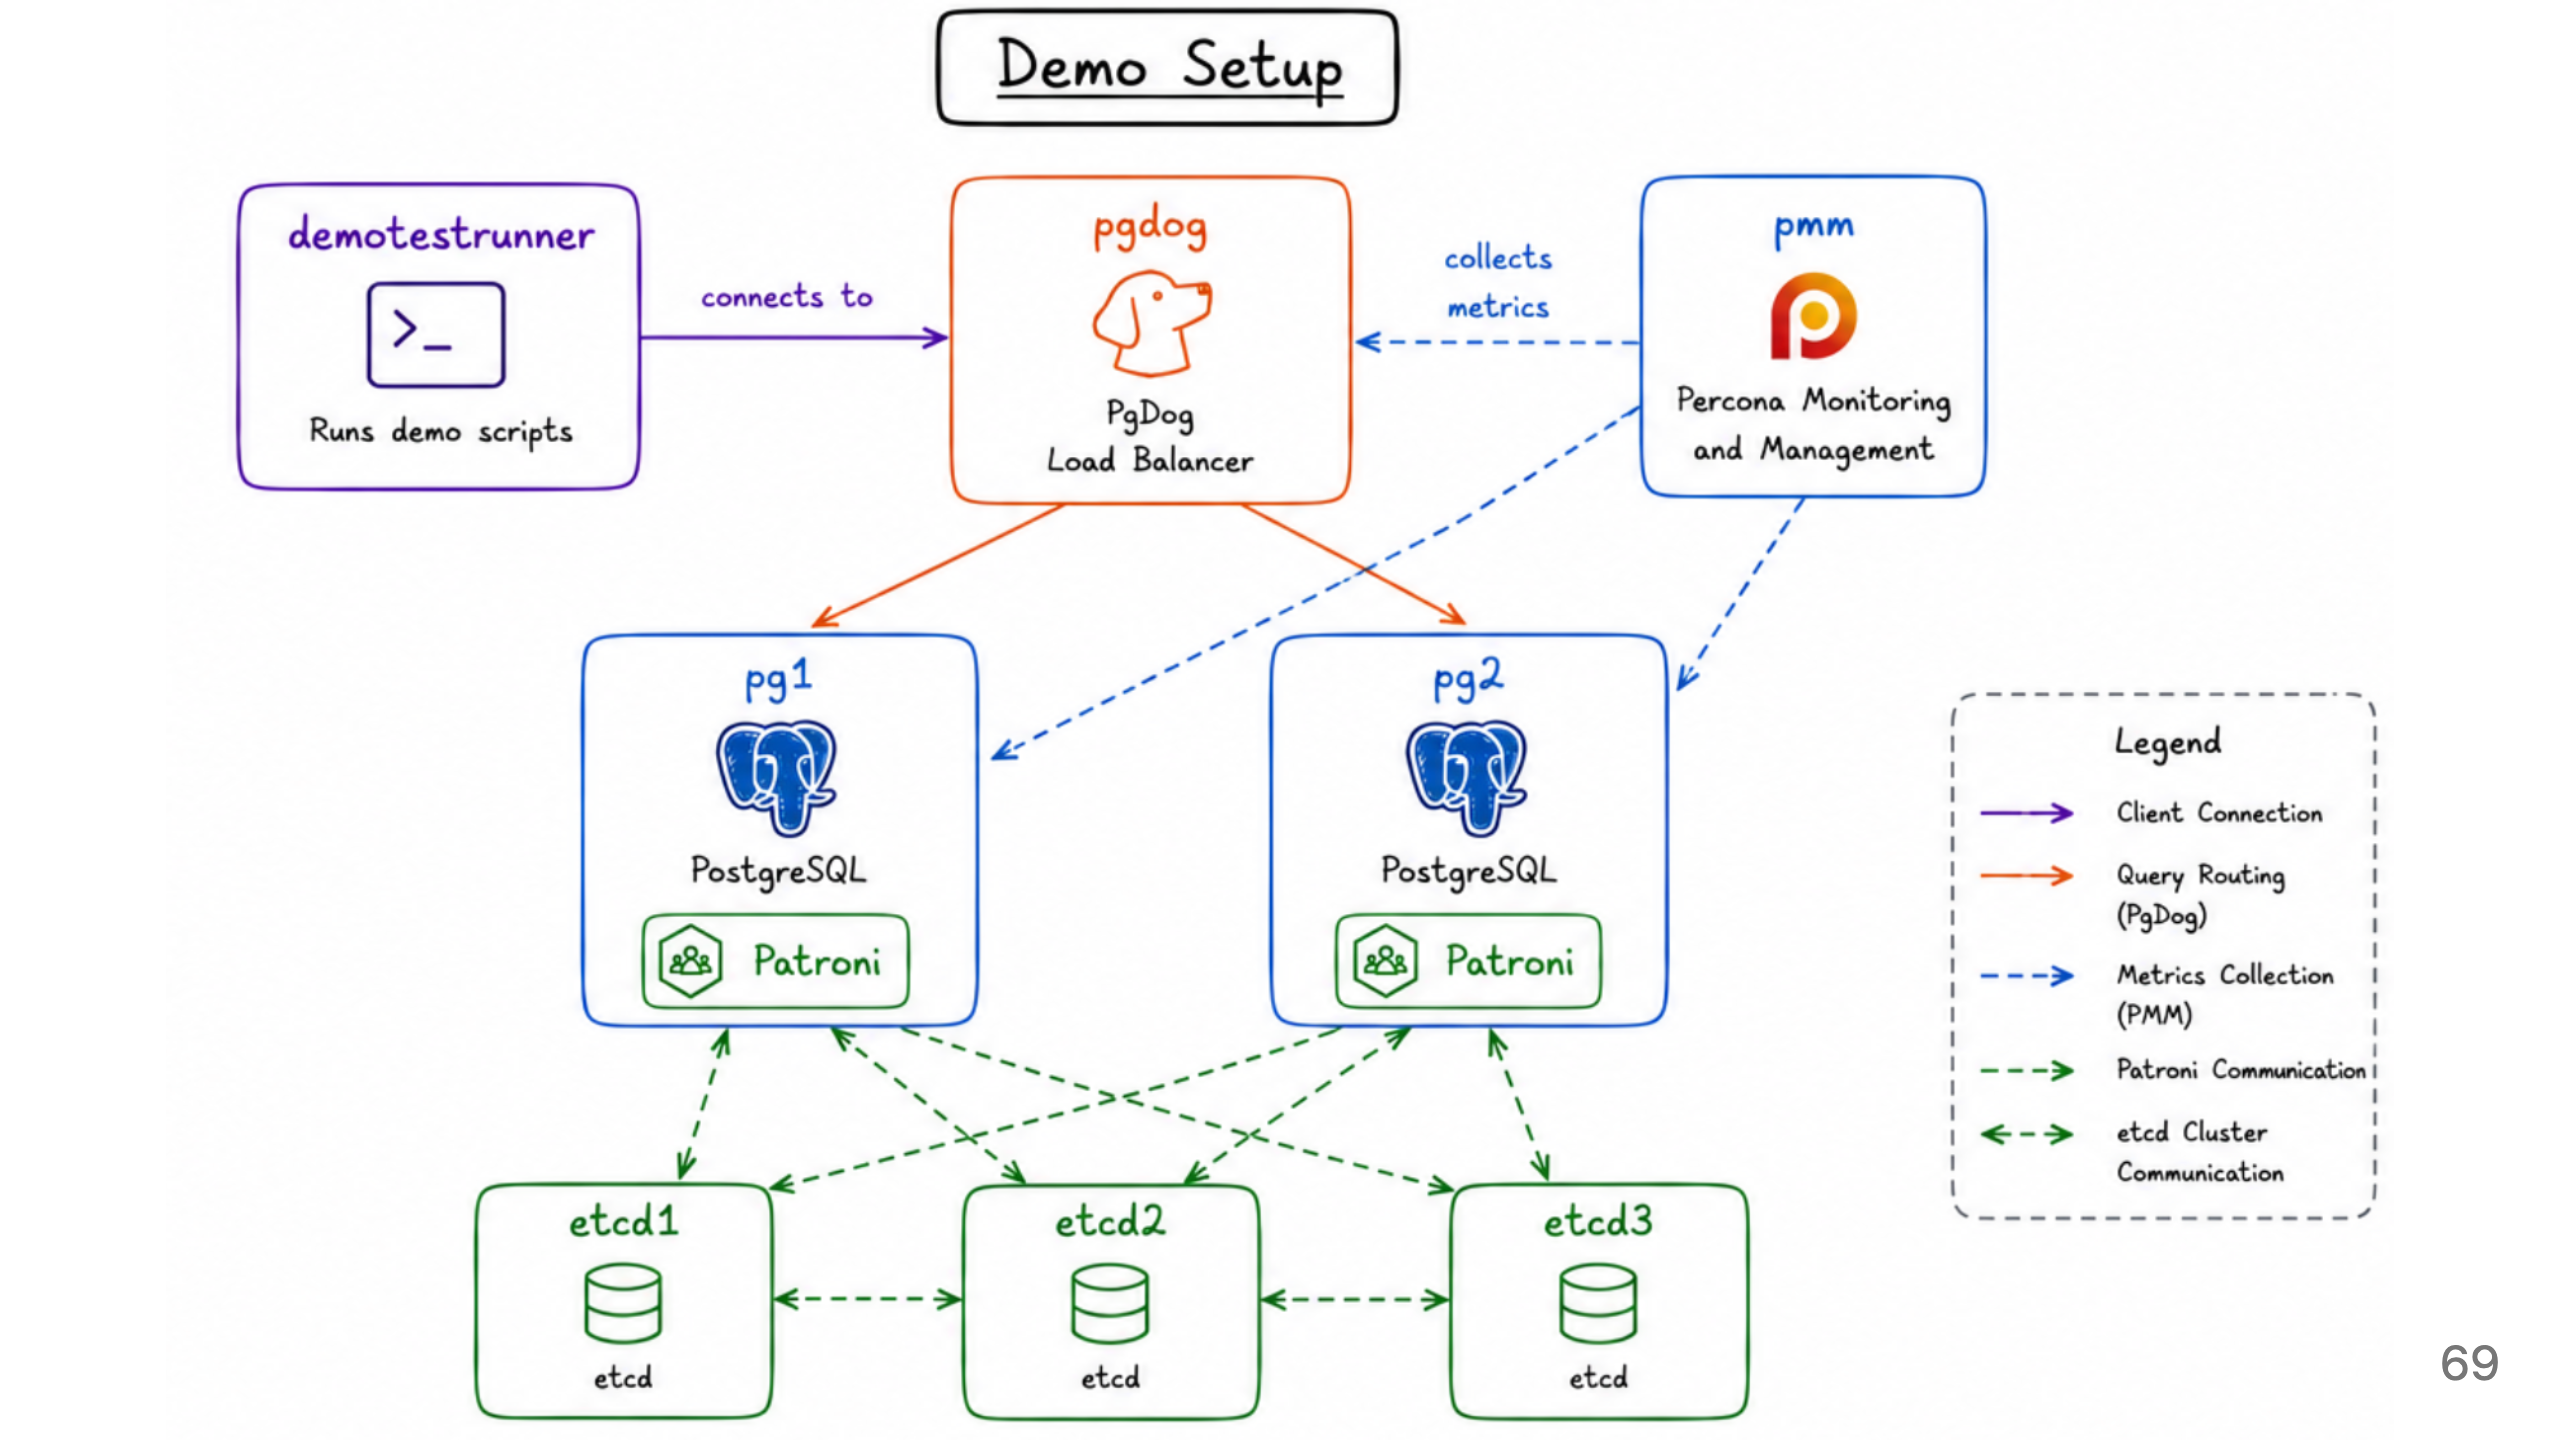 Demo Setup
demotestrunner
>_
Runs demo scripts
connects to
pgdog
PgDog
Load Balancer
collects
metrics
pmm
Percona Monitoring
and Management
pg1
PostgreSQL
Patroni
pg2
PostgreSQL
Patroni
Legend
Client Connection
Query Routing
(PgDog)
Metrics Collection
(PMM)
Patroni Communication
etcd Cluster
Communication
etcd1
etcd
etcd2
etcd
etcd3
etcd
69